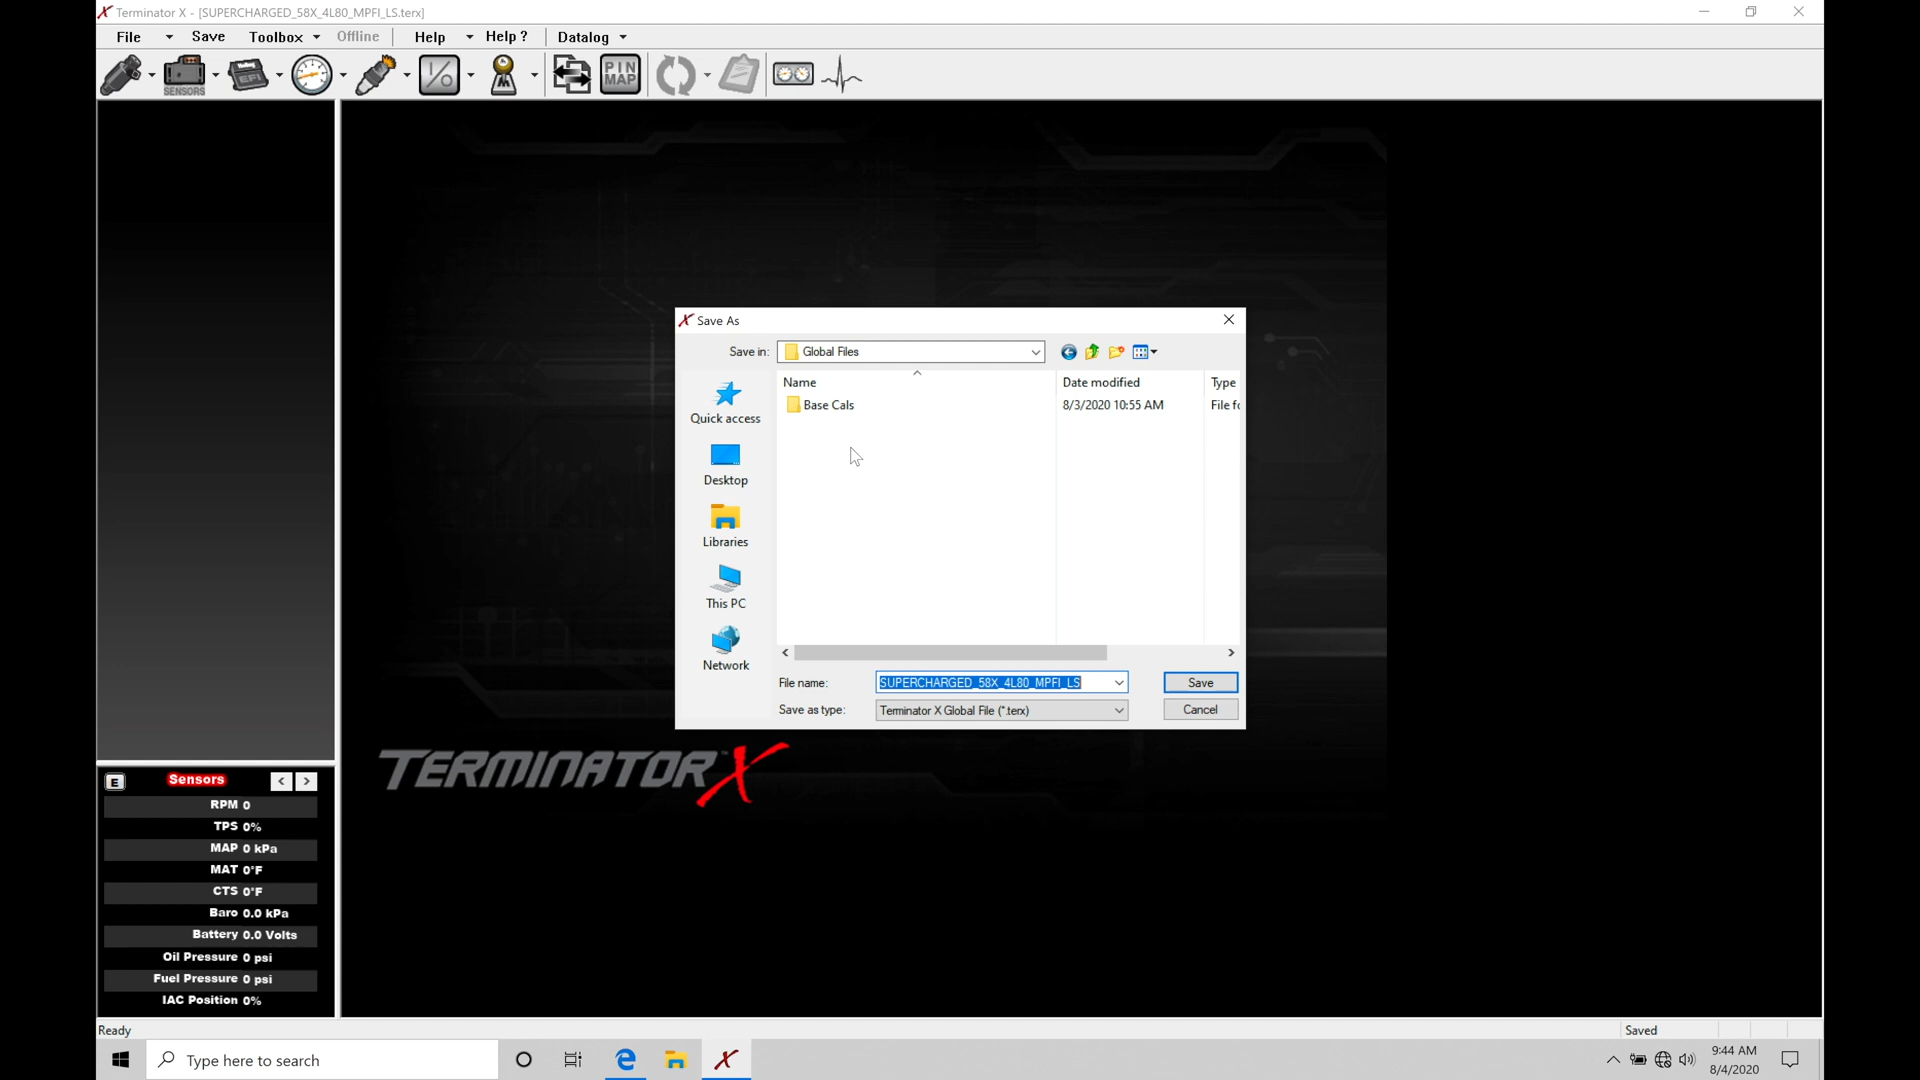 Terminator X - [SUPERCHARGED_58X_4L80_MPFI_LS.terx]
File Save Toolbox Offline Help Help ? Datalog
SENSORS EFI I/O PIN MAP
Save As
Save in: Global Files
Name Date modified Type
Base Cals 8/3/2020 10:55 AM File fo
Quick access
Desktop
Libraries
This PC
Network
File name: SUPERCHARGED_58X_4L80_MPFI_LS Save
Save as type: Terminator X Global File (*.terx) Cancel
TERMINATOR X
E Sensors < >
RPM 0
TPS 0%
MAP 0 kPa
MAT 0°F
CTS 0°F
Baro 0.0 kPa
Battery 0.0 Volts
Oil Pressure 0 psi
Fuel Pressure 0 psi
IAC Position 0%
Ready Saved
Type here to search 9:44 AM
8/4/2020